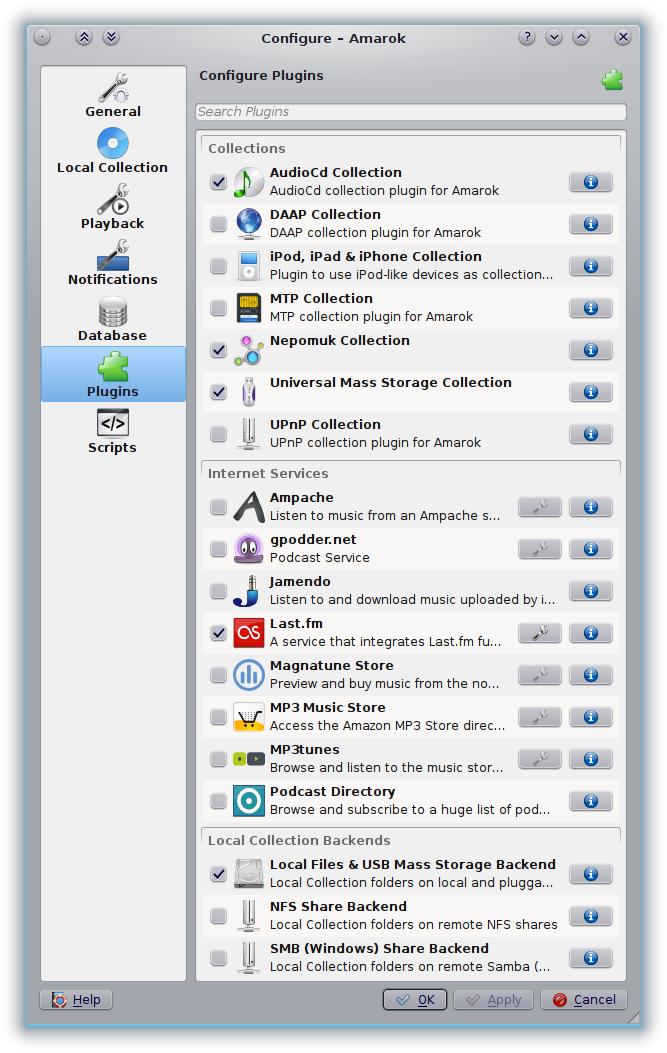 Configure – Amarok
General
Local Collection
Playback
Notifications
Database
Plugins
Scripts
Configure Plugins
Search Plugins
Collections
AudioCd Collection
AudioCd collection plugin for Amarok
DAAP Collection
DAAP collection plugin for Amarok
iPod, iPad & iPhone Collection
Plugin to use iPod-like devices as collection...
MTP Collection
MTP collection plugin for Amarok
Nepomuk Collection
Universal Mass Storage Collection
UPnP Collection
UPnP collection plugin for Amarok
Internet Services
Ampache
Listen to music from an Ampache s...
gpodder.net
Podcast Service
Jamendo
Listen to and download music uploaded by i...
Last.fm
A service that integrates Last.fm fu...
Magnatune Store
Preview and buy music from the no...
MP3 Music Store
Access the Amazon MP3 Store direc...
MP3tunes
Browse and listen to the music stor...
Podcast Directory
Browse and subscribe to a huge list of pod...
Local Collection Backends
Local Files & USB Mass Storage Backend
Local Collection folders on local and plugga...
NFS Share Backend
Local Collection folders on remote NFS shares
SMB (Windows) Share Backend
Local Collection folders on remote Samba (...
Help
OK
Apply
Cancel